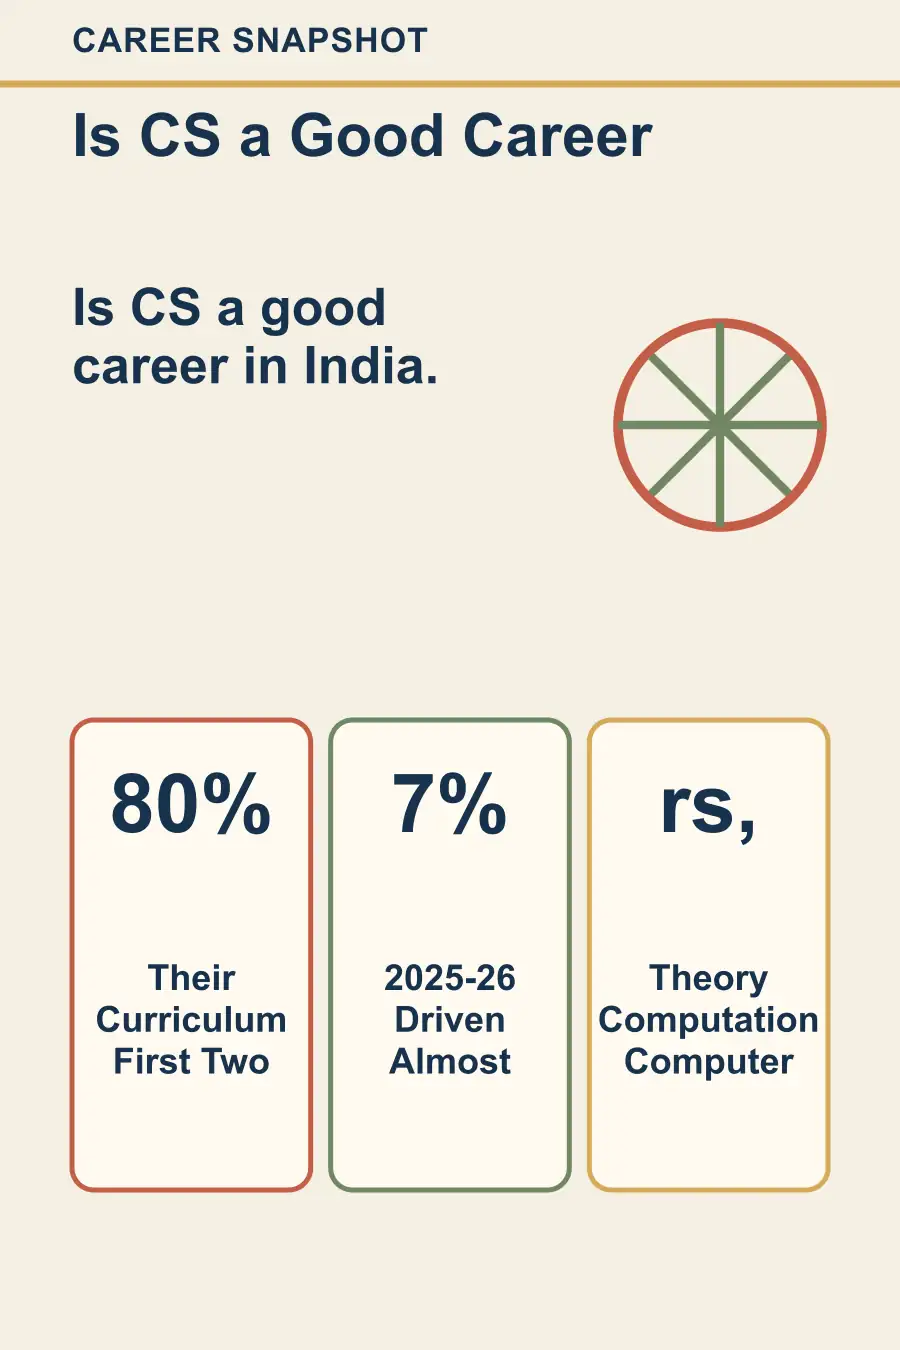 CAREER SNAPSHOT
Is CS a Good Career
Is CS a good
career in India.
80%
Their
Curriculum
First Two
7%
2025-26
Driven
Almost
rs,
Theory
Computation
Computer